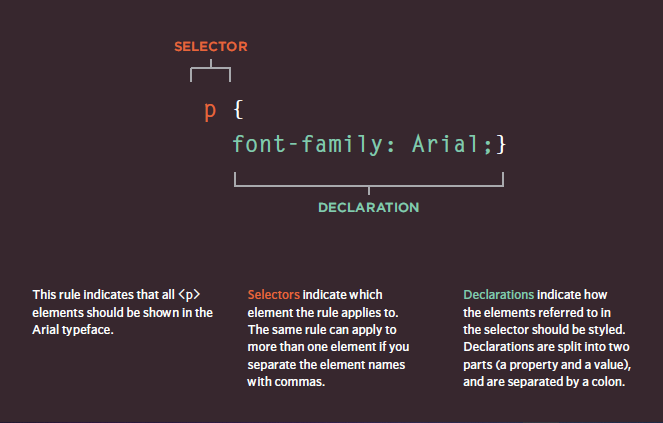 SELECTOR
p {
font-family: Arial;}
DECLARATION
This rule indicates that all <p>
elements should be shown in the
Arial typeface.
Selectors indicate which
element the rule applies to.
The same rule can apply to
more than one element if you
separate the element names
with commas.
Declarations indicate how
the elements referred to in
the selector should be styled.
Declarations are split into two
parts (a property and a value),
and are separated by a colon.